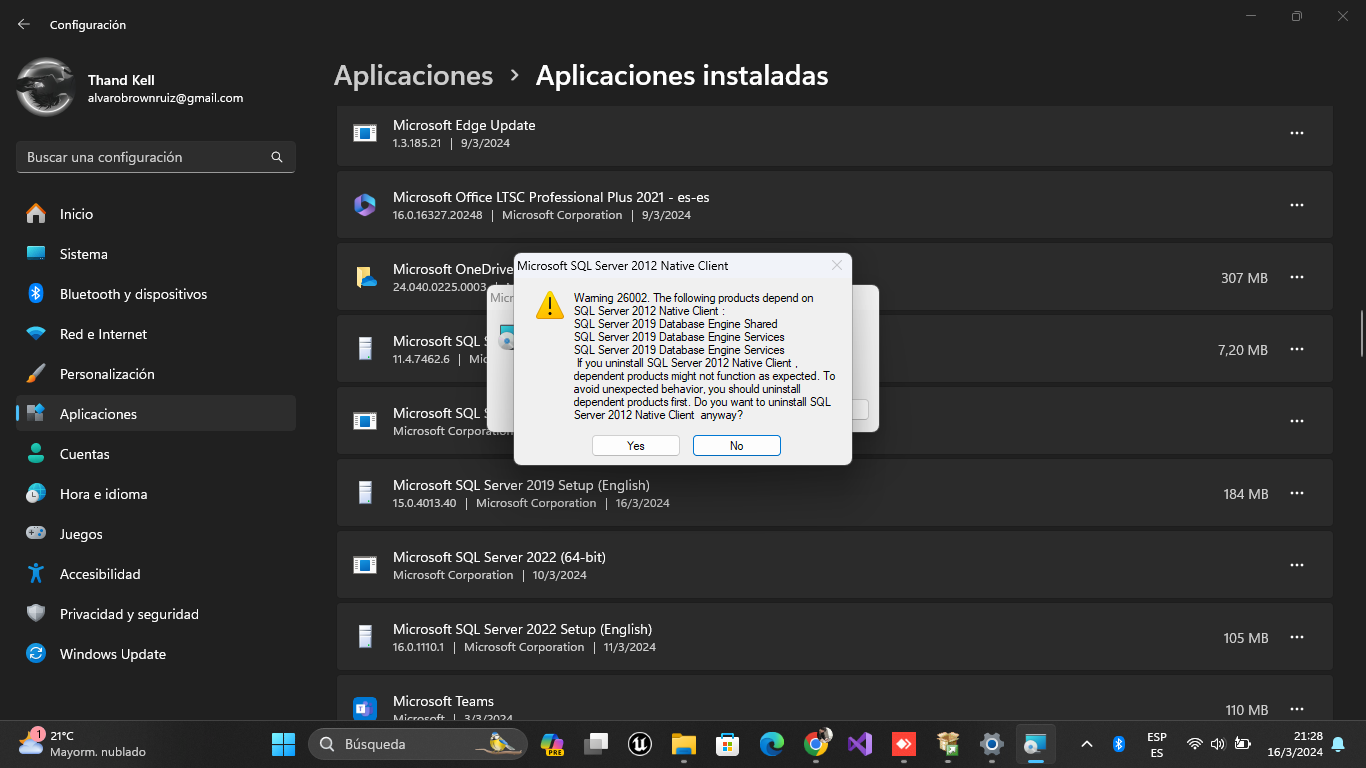 Configuración
Thand Kell
alvarobrownruiz@gmail.com
Buscar una configuración
Inicio
Sistema
Bluetooth y dispositivos
Red e Internet
Personalización
Aplicaciones
Cuentas
Hora e idioma
Juegos
Accesibilidad
Privacidad y seguridad
Windows Update
Aplicaciones › Aplicaciones instaladas
Microsoft Edge Update
1.3.185.21 | 9/3/2024
Microsoft Office LTSC Professional Plus 2021 - es-es
16.0.16327.20248 | Microsoft Corporation | 9/3/2024
Microsoft OneDrive
24.040.0225.0003
307 MB
Microsoft SQL S
11.4.7462.6 | Mic
7,20 MB
Microsoft SQL S
Microsoft Corporation
Microsoft SQL Server 2019 Setup (English)
15.0.4013.40 | Microsoft Corporation | 16/3/2024
184 MB
Microsoft SQL Server 2022 (64-bit)
Microsoft Corporation | 10/3/2024
Microsoft SQL Server 2022 Setup (English)
16.0.1110.1 | Microsoft Corporation | 11/3/2024
105 MB
Microsoft Teams
Microsoft | 3/3/2024
110 MB
Micr
Microsoft SQL Server 2012 Native Client
Warning 26002. The following products depend on
SQL Server 2012 Native Client :
SQL Server 2019 Database Engine Shared
SQL Server 2019 Database Engine Services
SQL Server 2019 Database Engine Services
If you uninstall SQL Server 2012 Native Client ,
dependent products might not function as expected. To
avoid unexpected behavior, you should uninstall
dependent products first. Do you want to uninstall SQL
Server 2012 Native Client anyway?
Yes
No
1
21°C
Mayorm. nublado
Búsqueda
PRE
ESP
ES
21:28
16/3/2024